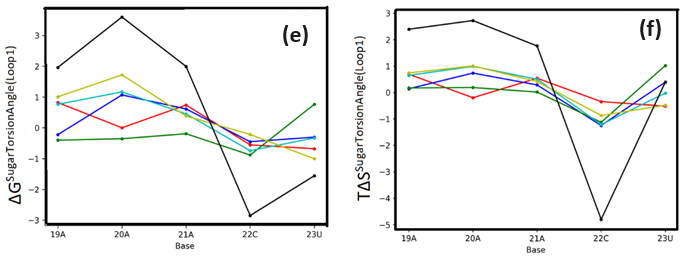 (e)
ΔG^SugarTorsionAngle(Loop1)
3
2
1
0
−1
−2
−3
19A 20A 21A 22C 23U
Base
(f)
TΔS^SugarTorsionAngle(Loop1)
3
2
1
0
−1
−2
−3
−4
−5
19A 20A 21A 22C 23U
Base